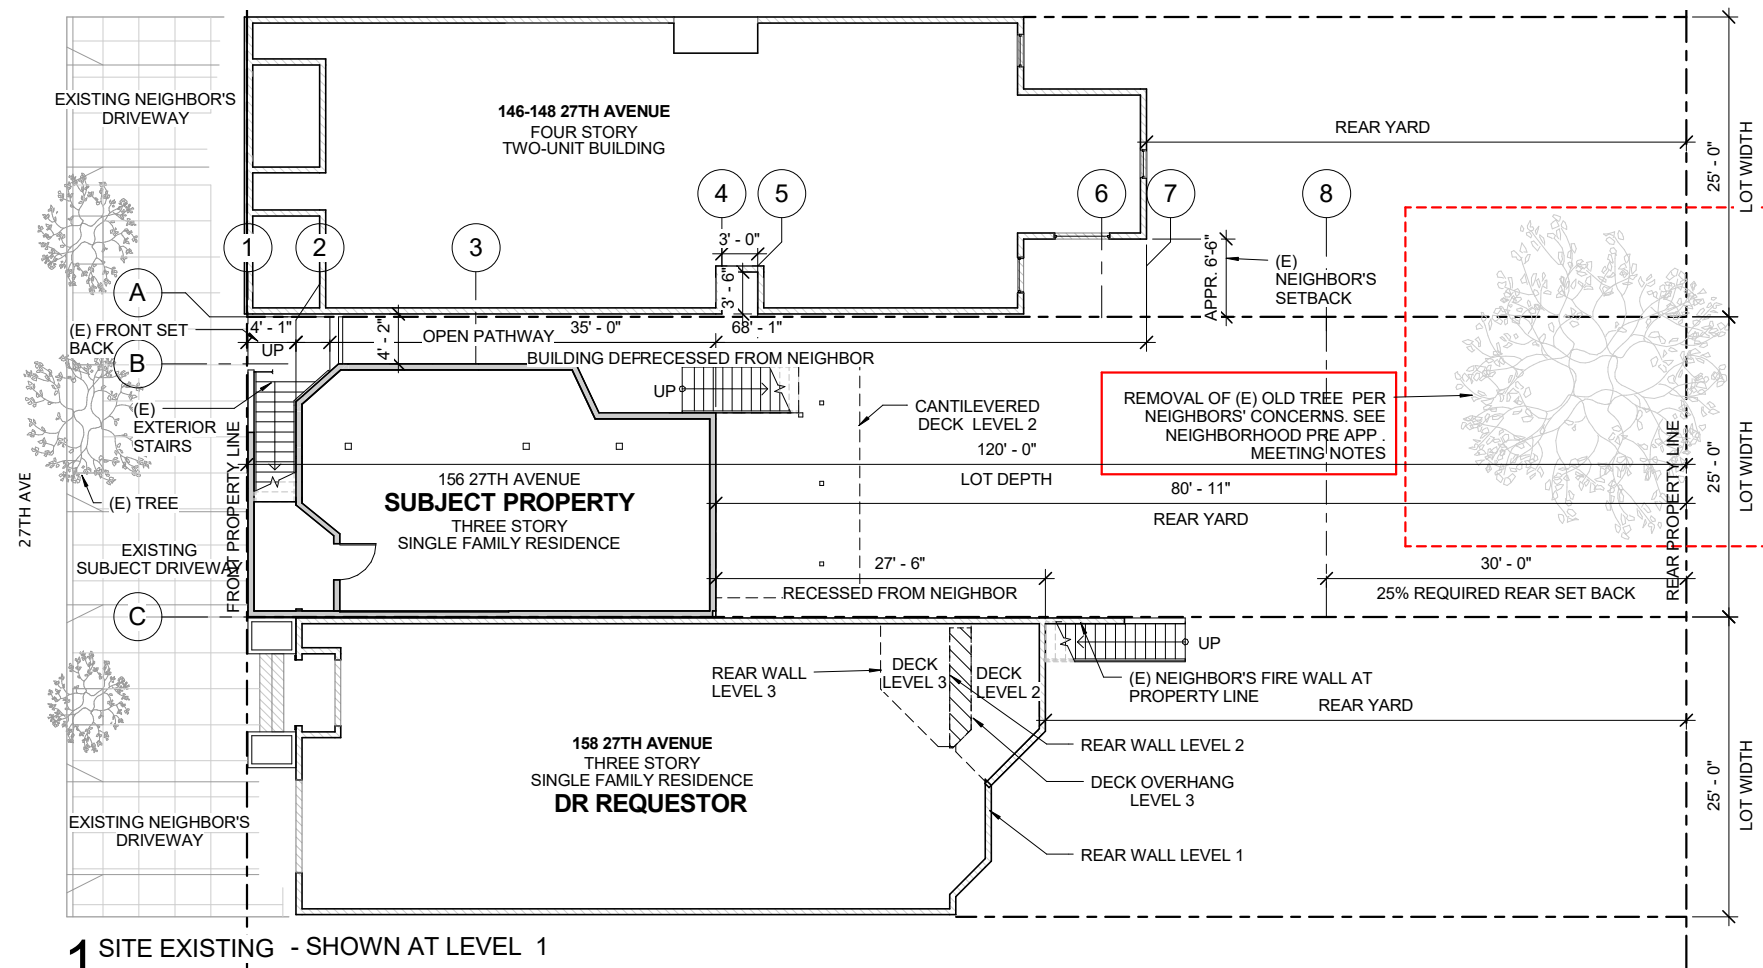 EXISTING NEIGHBOR'S
DRIVEWAY
146-148 27TH AVENUE
FOUR STORY
TWO-UNIT BUILDING
REAR YARD
25' - 0"
LOT WIDTH
1
2
3
4
5
6
7
8
3' - 0"
3' - 6"
APPR. 6'-6"
(E)
NEIGHBOR'S
SETBACK
A
(E) FRONT SET
BACK
4' - 1"
UP
4' - 2"
OPEN PATHWAY
35' - 0"
68' - 1"
B
BUILDING DEP
RECESSED FROM NEIGHBOR
UP
CANTILEVERED
DECK LEVEL 2
REMOVAL OF (E) OLD TREE PER
NEIGHBORS' CONCERNS. SEE
NEIGHBORHOOD PRE APP .
MEETING NOTES
(E)
EXTERIOR
STAIRS
120' - 0"
LOT DEPTH
80' - 11"
REAR YARD
25' - 0"
LOT WIDTH
156 27TH AVENUE
SUBJECT PROPERTY
THREE STORY
SINGLE FAMILY RESIDENCE
(E) TREE
27TH AVE
FRONT PROPERTY LINE
REAR PROPERTY LINE
EXISTING
SUBJECT DRIVEWAY
27' - 6"
RECESSED FROM NEIGHBOR
30' - 0"
25% REQUIRED REAR SET BACK
C
UP
REAR WALL
LEVEL 3
DECK
LEVEL 3
DECK
LEVEL 2
(E) NEIGHBOR'S FIRE WALL AT
PROPERTY LINE
REAR YARD
158 27TH AVENUE
THREE STORY
SINGLE FAMILY RESIDENCE
DR REQUESTOR
REAR WALL LEVEL 2
DECK OVERHANG
LEVEL 3
REAR WALL LEVEL 1
25' - 0"
LOT WIDTH
EXISTING NEIGHBOR'S
DRIVEWAY
1 SITE EXISTING - SHOWN AT LEVEL 1